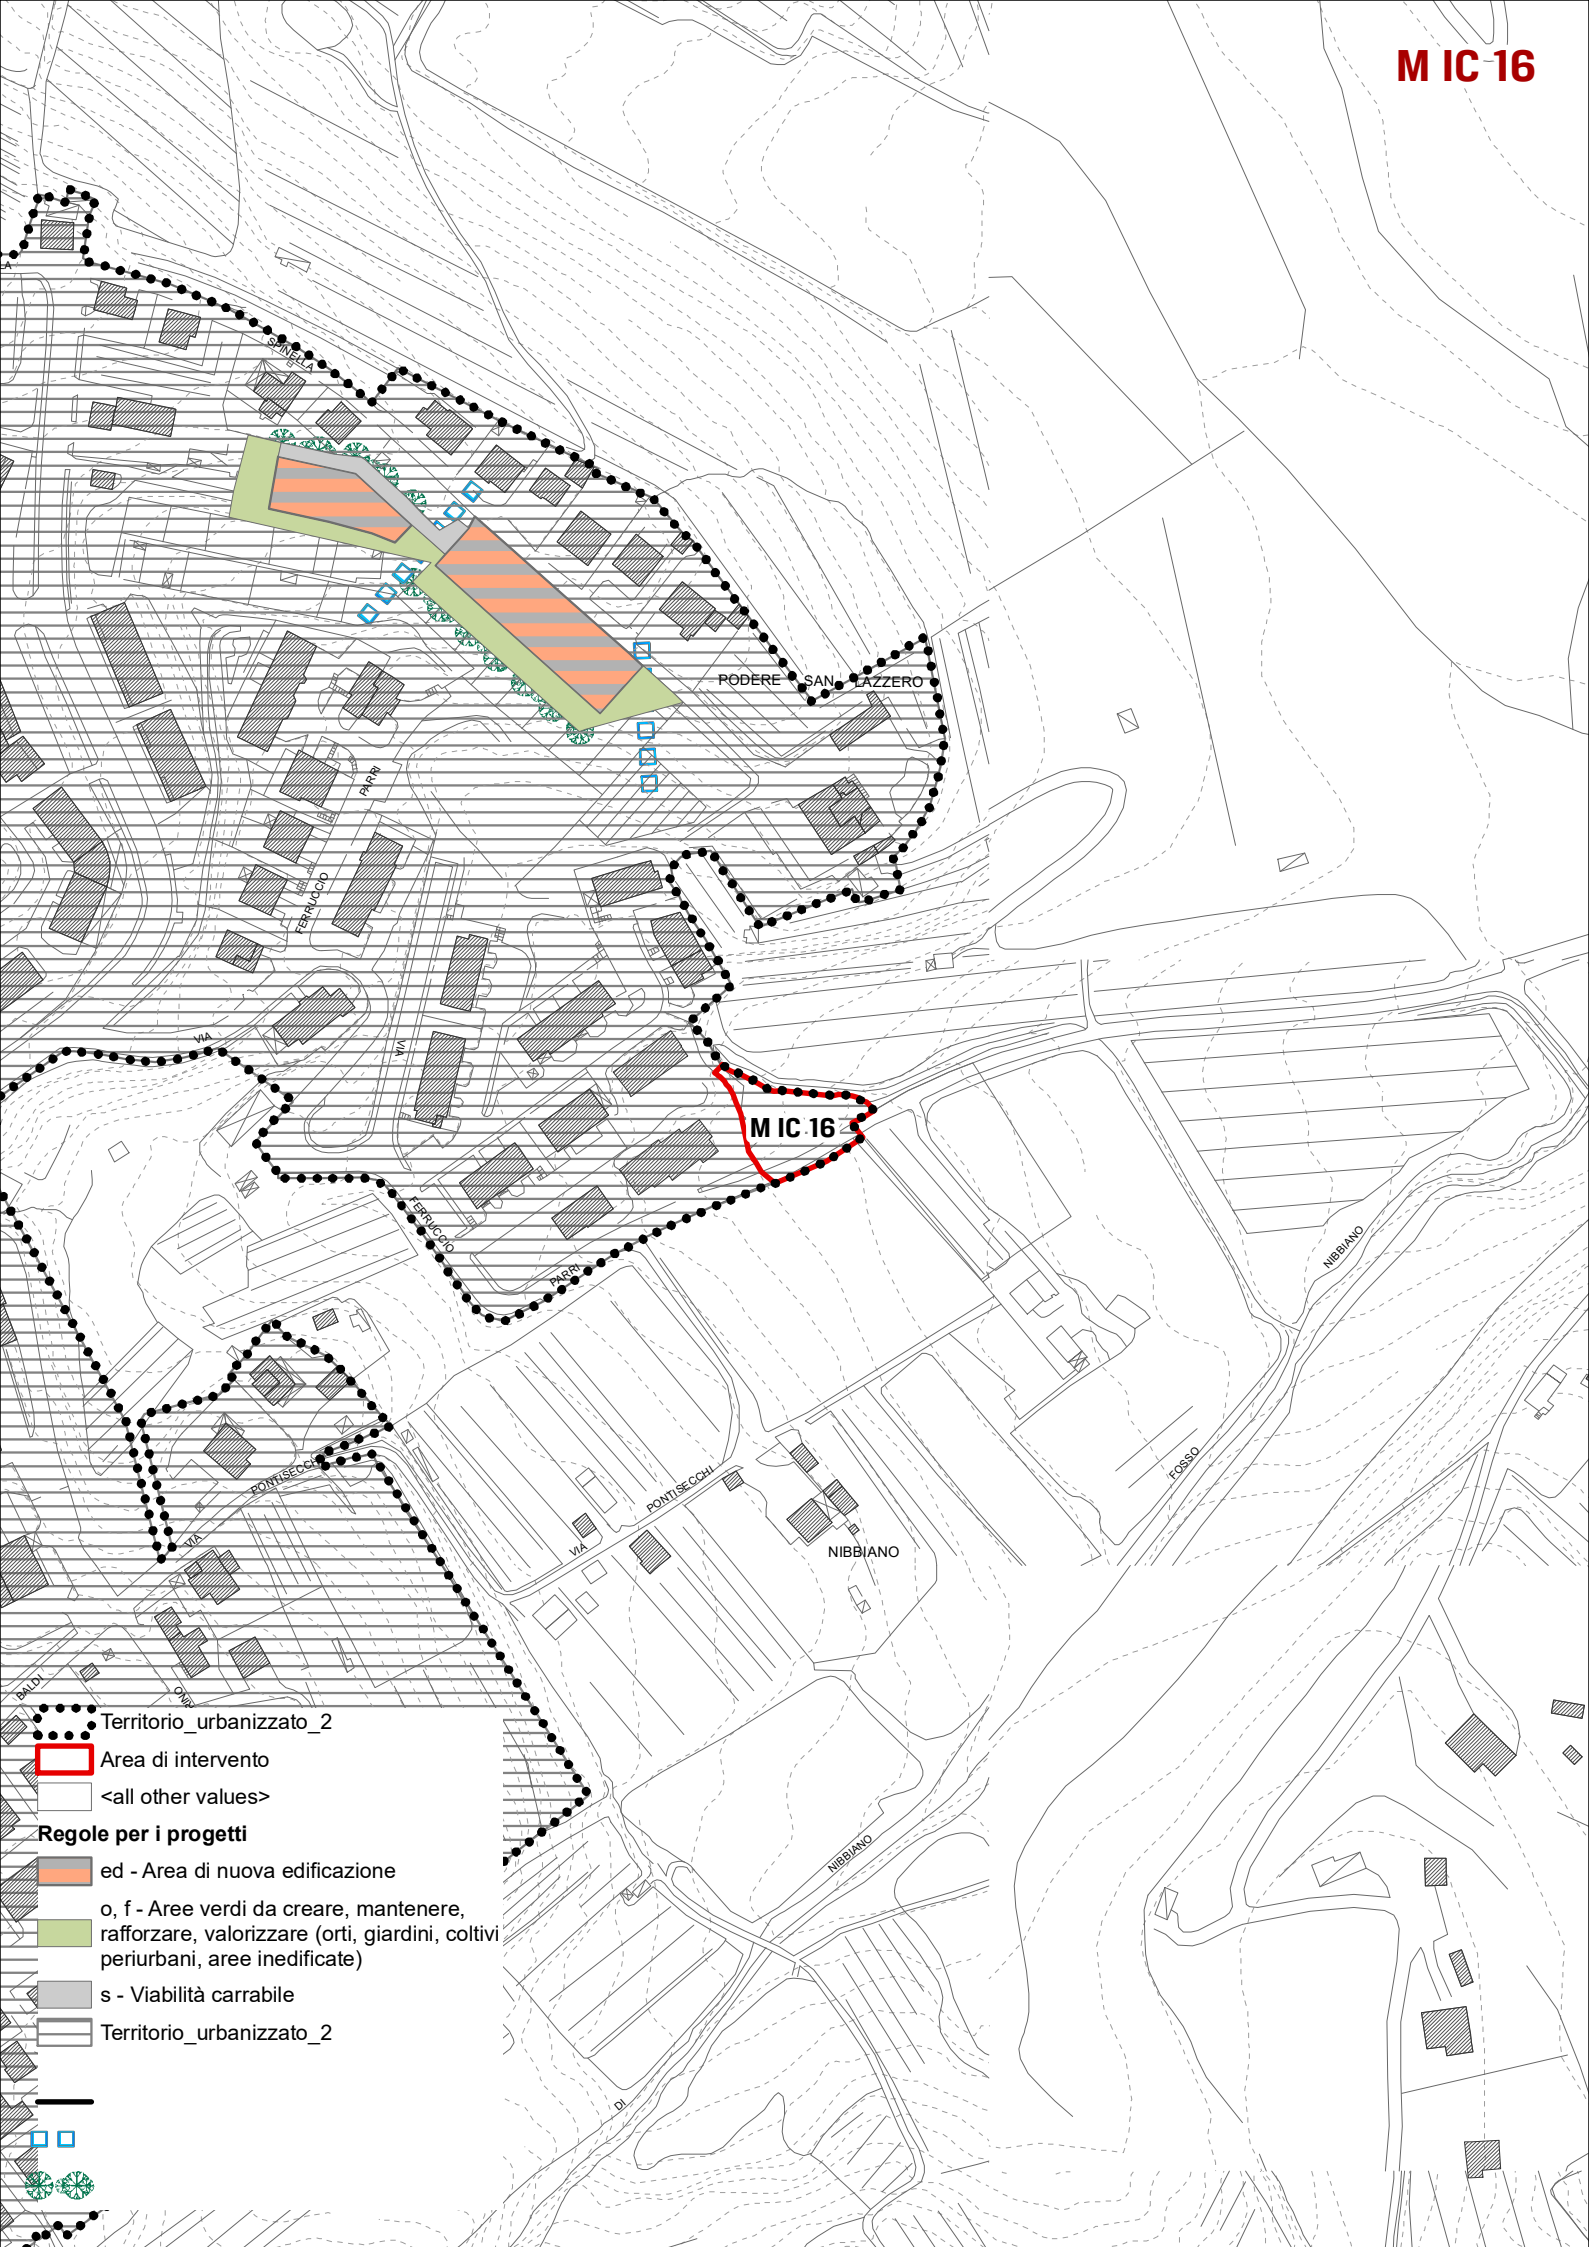 M IC 16
LA
SPINELLA
PODERE SAN LAZZERO
PARRI
FERRUCCIO
VIA
VIA
M IC 16
FERRUCCIO
PARRI
NIBBIANO
FOSSO
PONTISECCHI
VIA
PONTISECCHI
VIA
NIBBIANO
BALDI
NIBBIANO
DI
Territorio_urbanizzato_2
Area di intervento
<all other values>
Regole per i progetti
ed - Area di nuova edificazione
o, f - Aree verdi da creare, mantenere,
rafforzare, valorizzare (orti, giardini, coltivi
periurbani, aree inedificate)
s - Viabilità carrabile
Territorio_urbanizzato_2